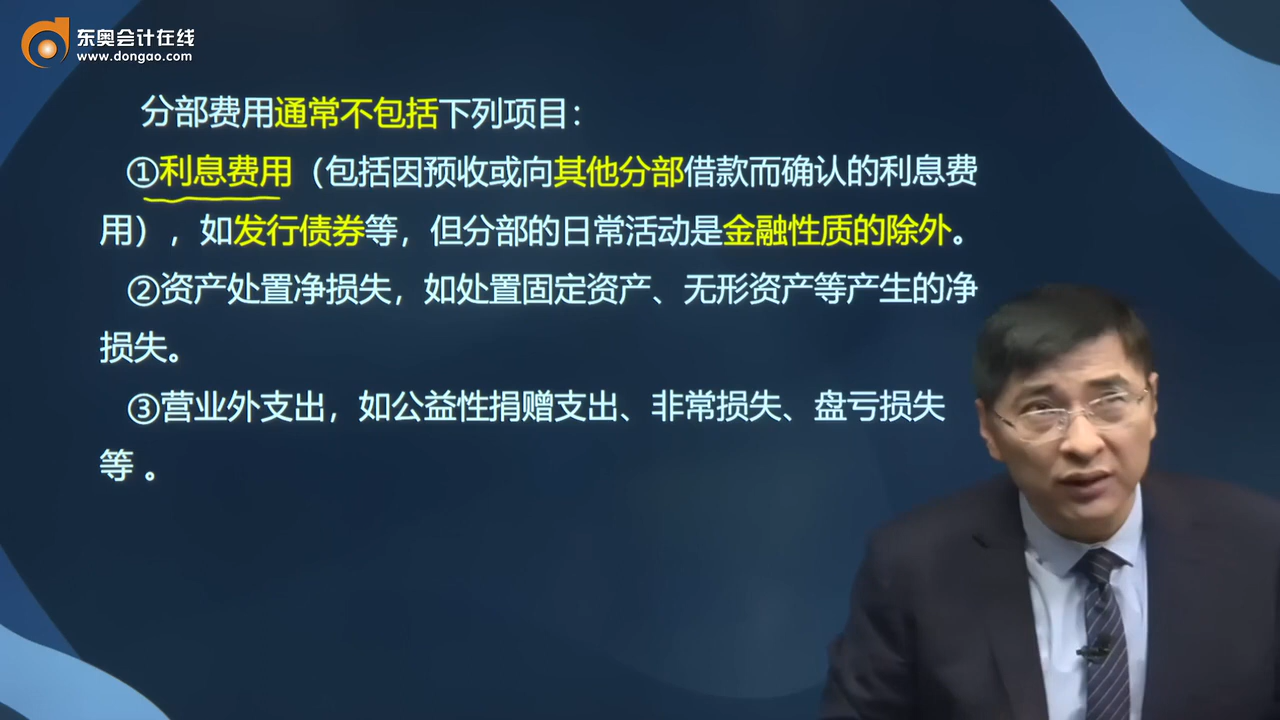 东奥会计在线
www.dongao.com
分部费用通常不包括下列项目：
①利息费用（包括因预收或向其他分部借款而确认的利息费
用），如发行债券等，但分部的日常活动是金融性质的除外。
②资产处置净损失，如处置固定资产、无形资产等产生的净
损失。
③营业外支出，如公益性捐赠支出、非常损失、盘亏损失
等 。